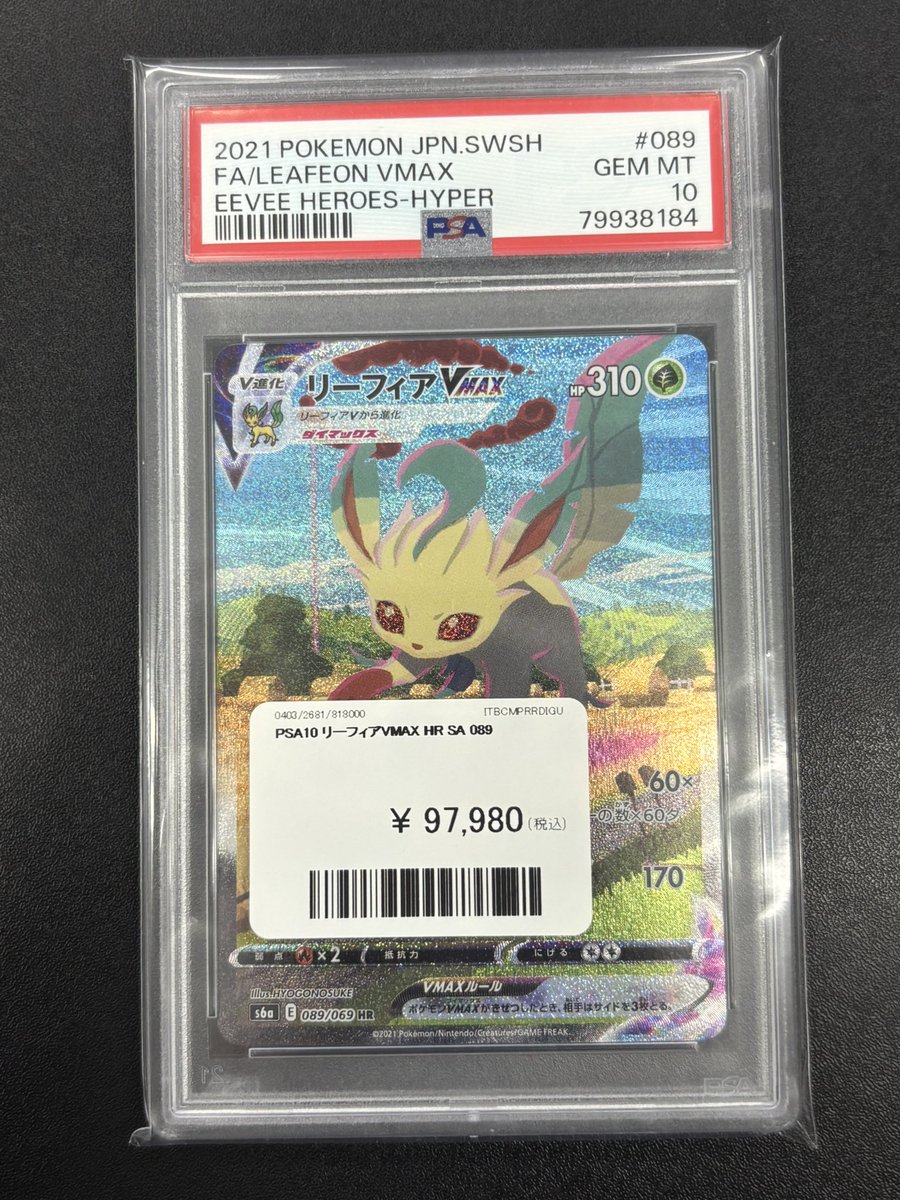 2021 POKEMON JPN.SWSH #089
FA/LEAFEON VMAX GEM MT
EEVEE HEROES-HYPER 10
PSA 79938184
V進化 リーフィアVMAX HP310
リーフィアVから進化
ダイマックス
0403/2681/818000 ITBCMPRRDIGU
PSA10 リーフィアVMAX HR SA 089
¥ 97,980(税込)
60×
の数×60ダ
170
弱点 ×2 抵抗力 にげる
Illus.HYOGONOSUKE
VMAXルール
ポケモンVMAXがきぜつしたとき、相手はサイドを3枚とる。
s6a E 089/069 HR
©2021 Pokémon/Nintendo/Creatures/GAME FREAK.
PSA